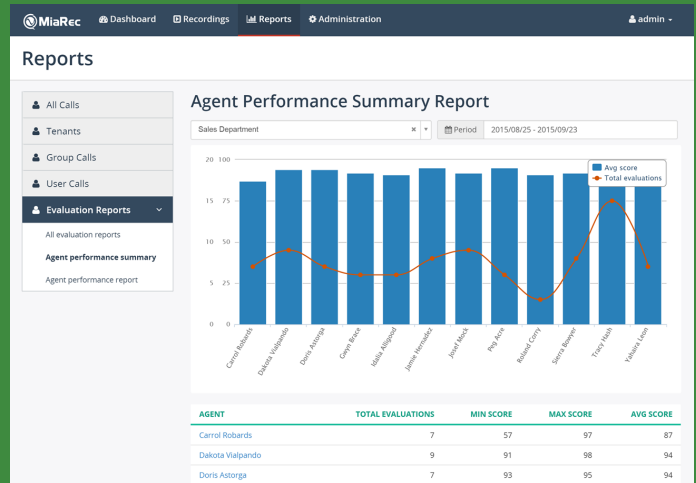 MiaRec Dashboard Recordings Reports Administration admin
Reports
All Calls
Tenants
Group Calls
User Calls
Evaluation Reports
All evaluation reports
Agent performance summary
Agent performance report
Agent Performance Summary Report
Sales Department × Period 2015/08/25 - 2015/09/23
20 100
Avg score
Total evaluations
15 75
10 50
5 25
0 0
Carrol Robards Dakota Vialpando Doris Astorga Gwyn Brace Idalia Alligood Jamie Hernadez Josef Mock Peg Acre Roland Corry Sierra Bowyer Tracy Hash Yahaira Leon
AGENT TOTAL EVALUATIONS MIN SCORE MAX SCORE AVG SCORE
Carrol Robards 7 57 97 87
Dakota Vialpando 9 91 98 94
Doris Astorga 7 93 95 94